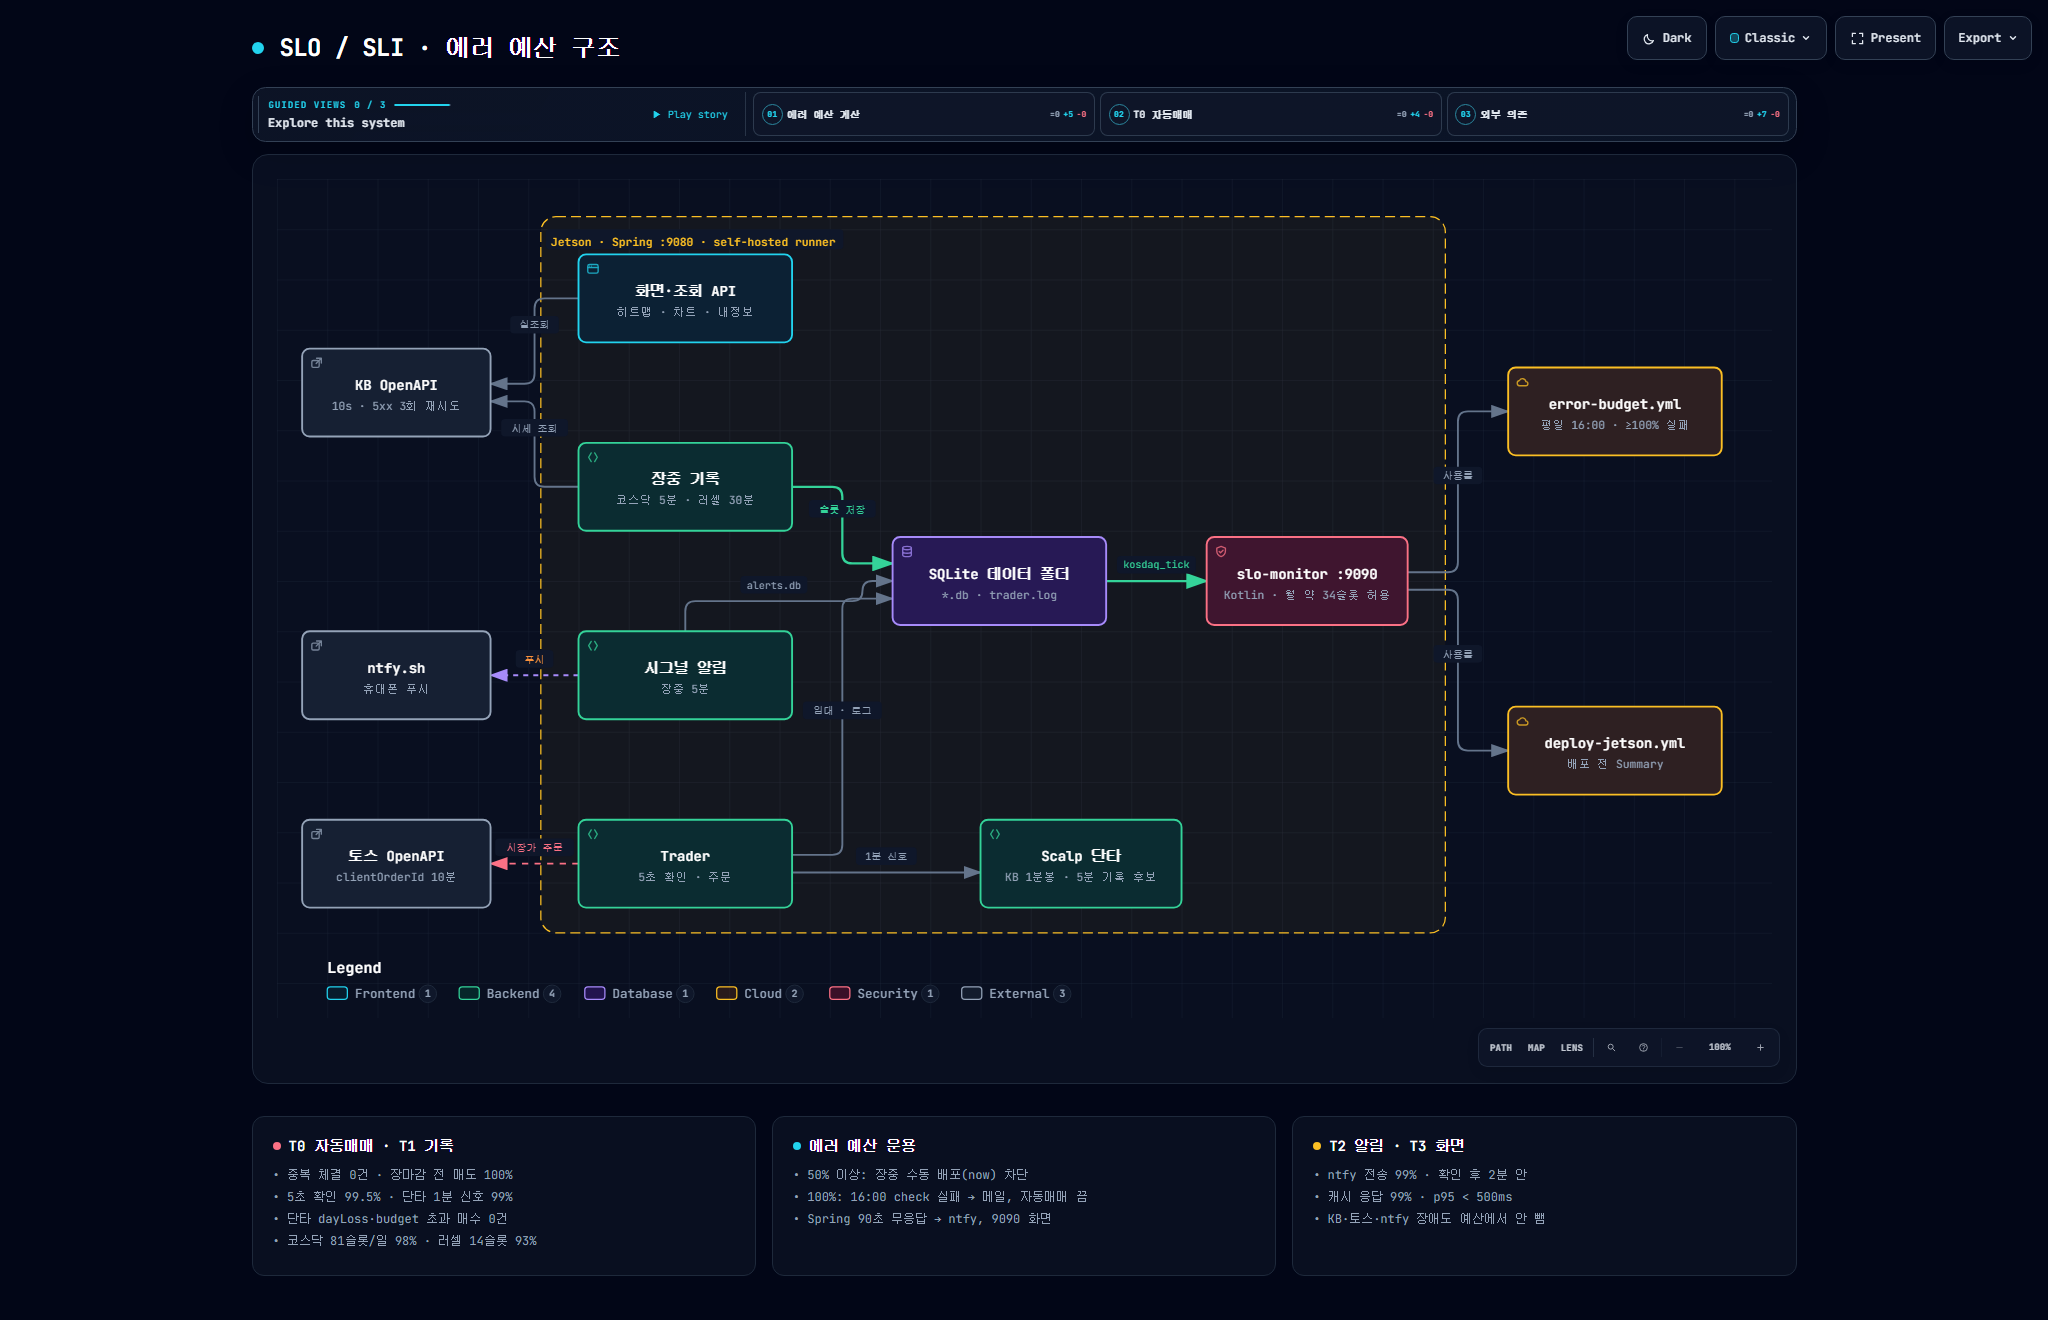 SLO / SLI · 에러 예산 구조
Dark
Classic
Present
Export
GUIDED VIEWS 0 / 3
Explore this system
Play story
01 에러 예산 계산 =0 +5 -0
02 T0 자동매매 =0 +4 -0
03 외부 의존 =0 +7 -0
Jetson · Spring :9080 · self-hosted runner
화면·조회 API
히트맵 · 차트 · 내정보
실조회
KB OpenAPI
10s · 5xx 3회 재시도
시세 조회
장중 기록
코스닥 5분 · 러셀 30분
슬롯 저장
error-budget.yml
평일 16:00 · ≥100% 실패
사용률
SQLite 데이터 폴더
*.db · trader.log
kosdaq_tick
slo-monitor :9090
Kotlin · 월 약 34슬롯 허용
alerts.db
ntfy.sh
휴대폰 푸시
푸시
시그널 알림
장중 5분
사용률
원대 · 로그
deploy-jetson.yml
배포 전 Summary
토스 OpenAPI
clientOrderId 10분
시장가 주문
Trader
5초 확인 · 주문
1분 신호
Scalp 단타
KB 1분봉 · 5분 기록 후보
Legend
Frontend 1
Backend 4
Database 1
Cloud 2
Security 1
External 3
PATH MAP LENS 100%
T0 자동매매 · T1 기록
• 중복 체결 0건 · 장마감 전 매도 100%
• 5초 확인 99.5% · 단타 1분 신호 99%
• 단타 dayLoss·budget 초과 매수 0건
• 코스닥 81슬롯/일 98% · 러셀 14슬롯 93%
에러 예산 운용
• 50% 이상: 장중 수동 배포(now) 차단
• 100%: 16:00 check 실패 → 메일, 자동매매 끔
• Spring 90초 무응답 → ntfy, 9090 화면
T2 알림 · T3 화면
• ntfy 전송 99% · 확인 후 2분 안
• 캐시 응답 99% · p95 < 500ms
• KB·토스·ntfy 장애도 예산에서 안 뺌